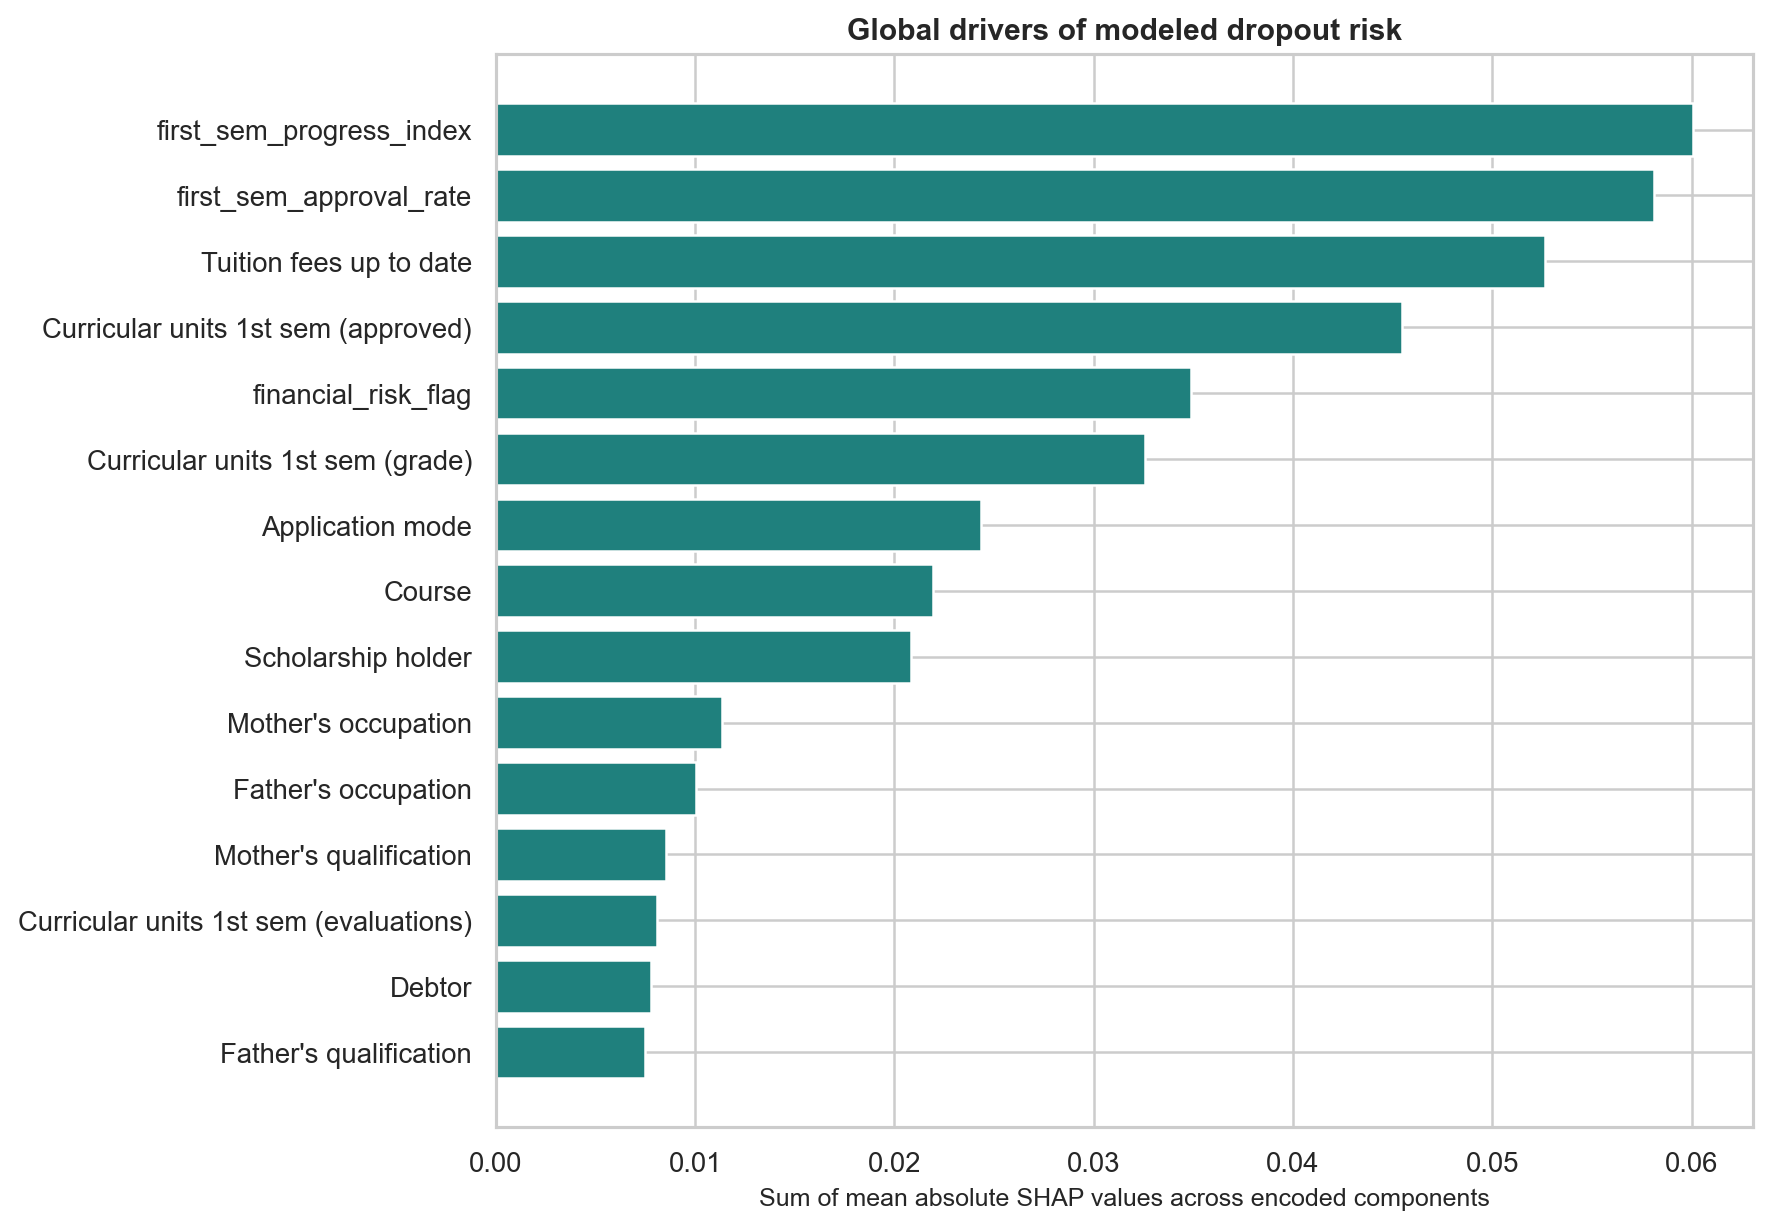 Global drivers of modeled dropout risk
first_sem_progress_index
first_sem_approval_rate
Tuition fees up to date
Curricular units 1st sem (approved)
financial_risk_flag
Curricular units 1st sem (grade)
Application mode
Course
Scholarship holder
Mother's occupation
Father's occupation
Mother's qualification
Curricular units 1st sem (evaluations)
Debtor
Father's qualification
0.00 0.01 0.02 0.03 0.04 0.05 0.06
Sum of mean absolute SHAP values across encoded components